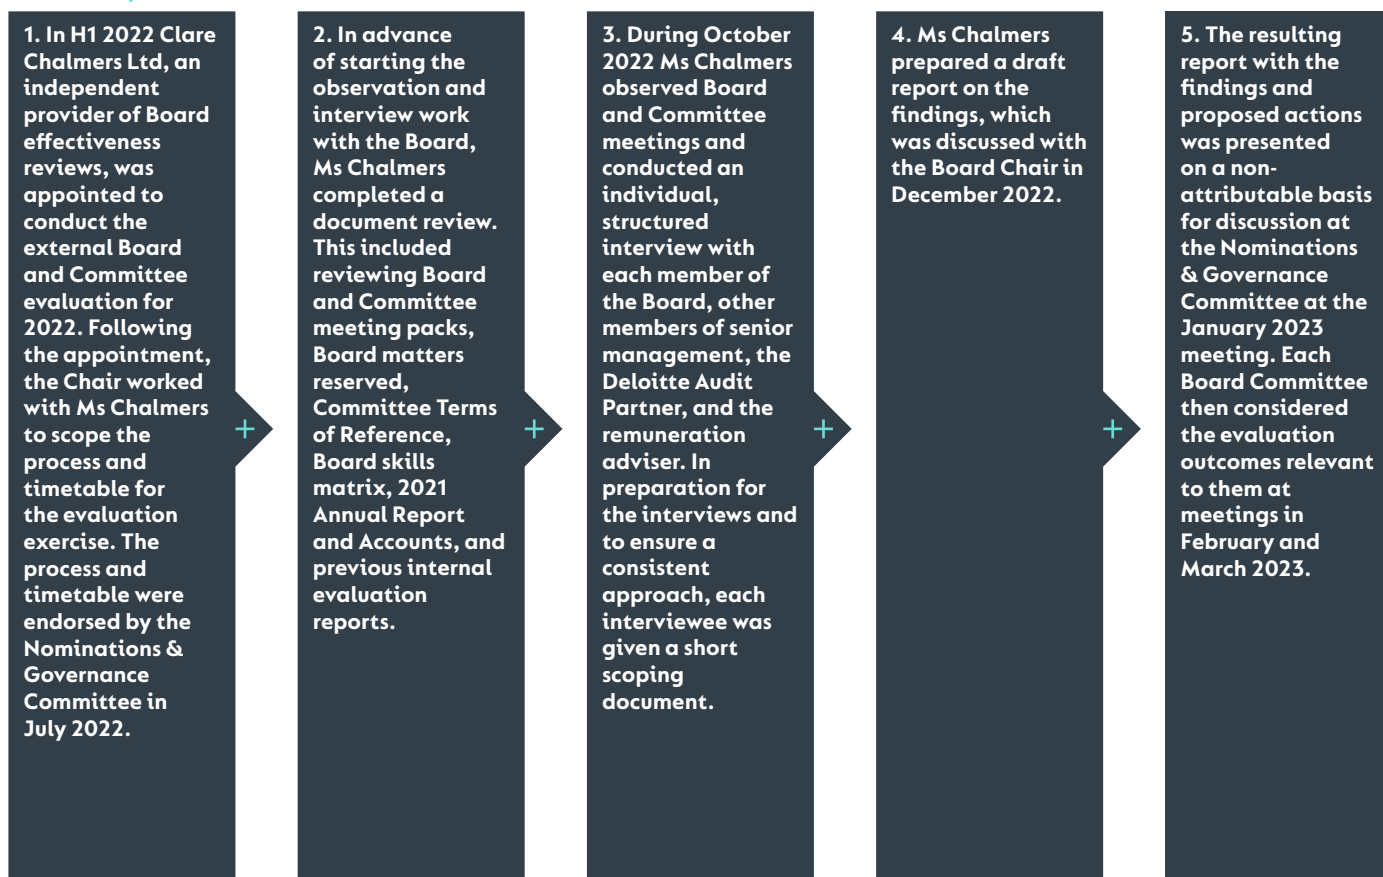 1. In H1 2022 Clare
Chalmers Ltd, an
independent
provider of Board
effectiveness
reviews, was
appointed to
conduct the
external Board
and Committee
evaluation for
2022. Following
the appointment,
the Chair worked
with Ms Chalmers
to scope the
process and
timetable for
the evaluation
exercise. The
process and
timetable were
endorsed by the
Nominations &
Governance
Committee in
July 2022.
+
2. In advance
of starting the
observation and
interview work
with the Board,
Ms Chalmers
completed a
document review.
This included
reviewing Board
and Committee
meeting packs,
Board matters
reserved,
Committee Terms
of Reference,
Board skills
matrix, 2021
Annual Report
and Accounts, and
previous internal
evaluation
reports.
+
3. During October
2022 Ms Chalmers
observed Board
and Committee
meetings and
conducted an
individual,
structured
interview with
each member of
the Board, other
members of senior
management, the
Deloitte Audit
Partner, and the
remuneration
adviser. In
preparation for
the interviews and
to ensure a
consistent
approach, each
interviewee was
given a short
scoping
document.
+
4. Ms Chalmers
prepared a draft
report on the
findings, which
was discussed with
the Board Chair in
December 2022.
+
5. The resulting
report with the
findings and
proposed actions
was presented
on a non-
attributable basis
for discussion at
the Nominations
& Governance
Committee at the
January 2023
meeting. Each
Board Committee
then considered
the evaluation
outcomes relevant
to them at
meetings in
February and
March 2023.